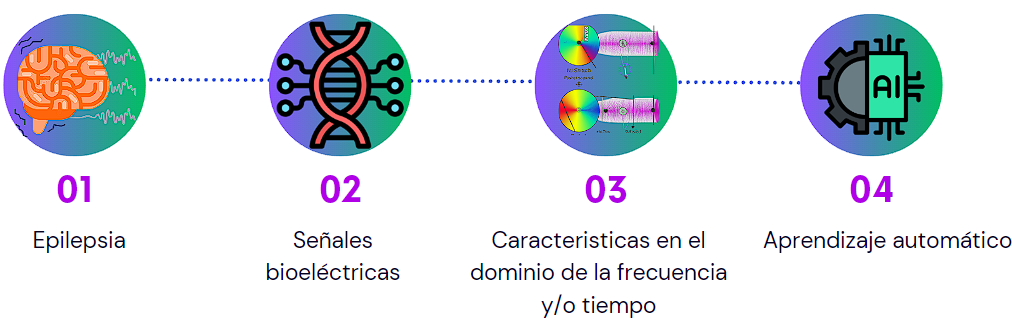 AI
01
02
03
04
Epilepsia
Señales
bioeléctricas
Caracteristicas en el
dominio de la frecuencia
y/o tiempo
Aprendizaje automático